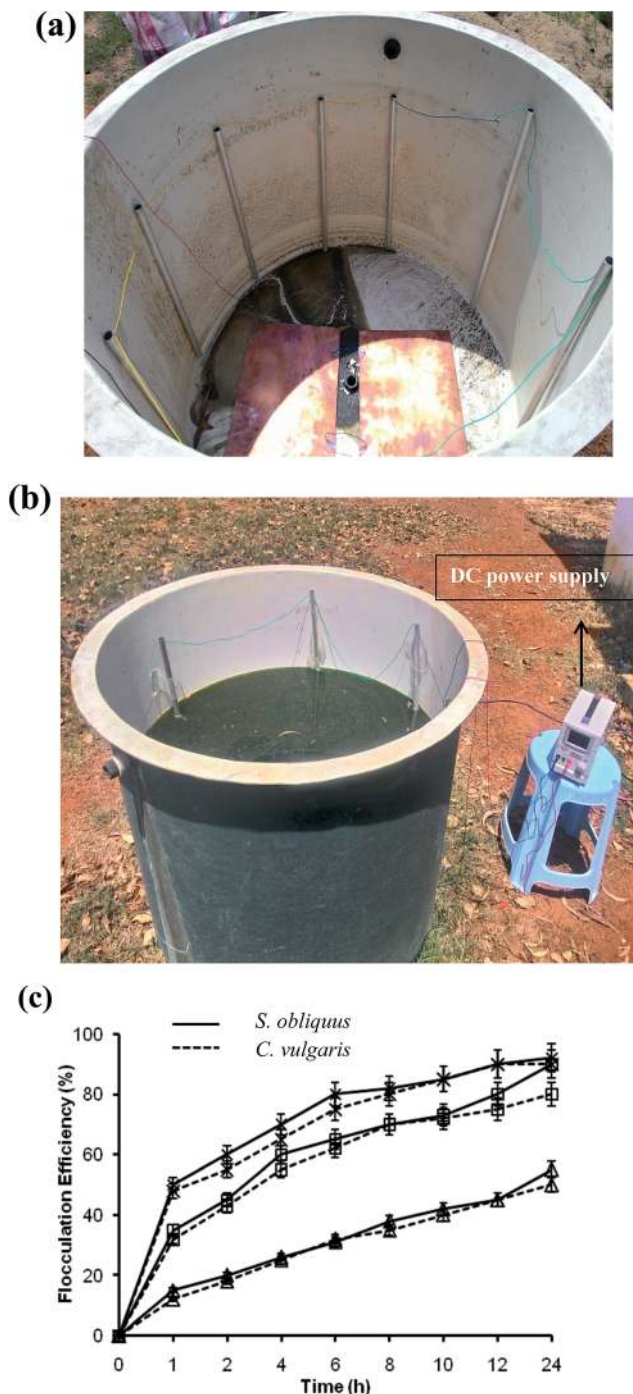 (a)
(b)
DC power supply
(c)
S. obliquus
C. vulgaris
Flocculation Efficiency (%)
100
80
60
40
20
0
0 1 2 4 6 8 10 12 24
Time (h)